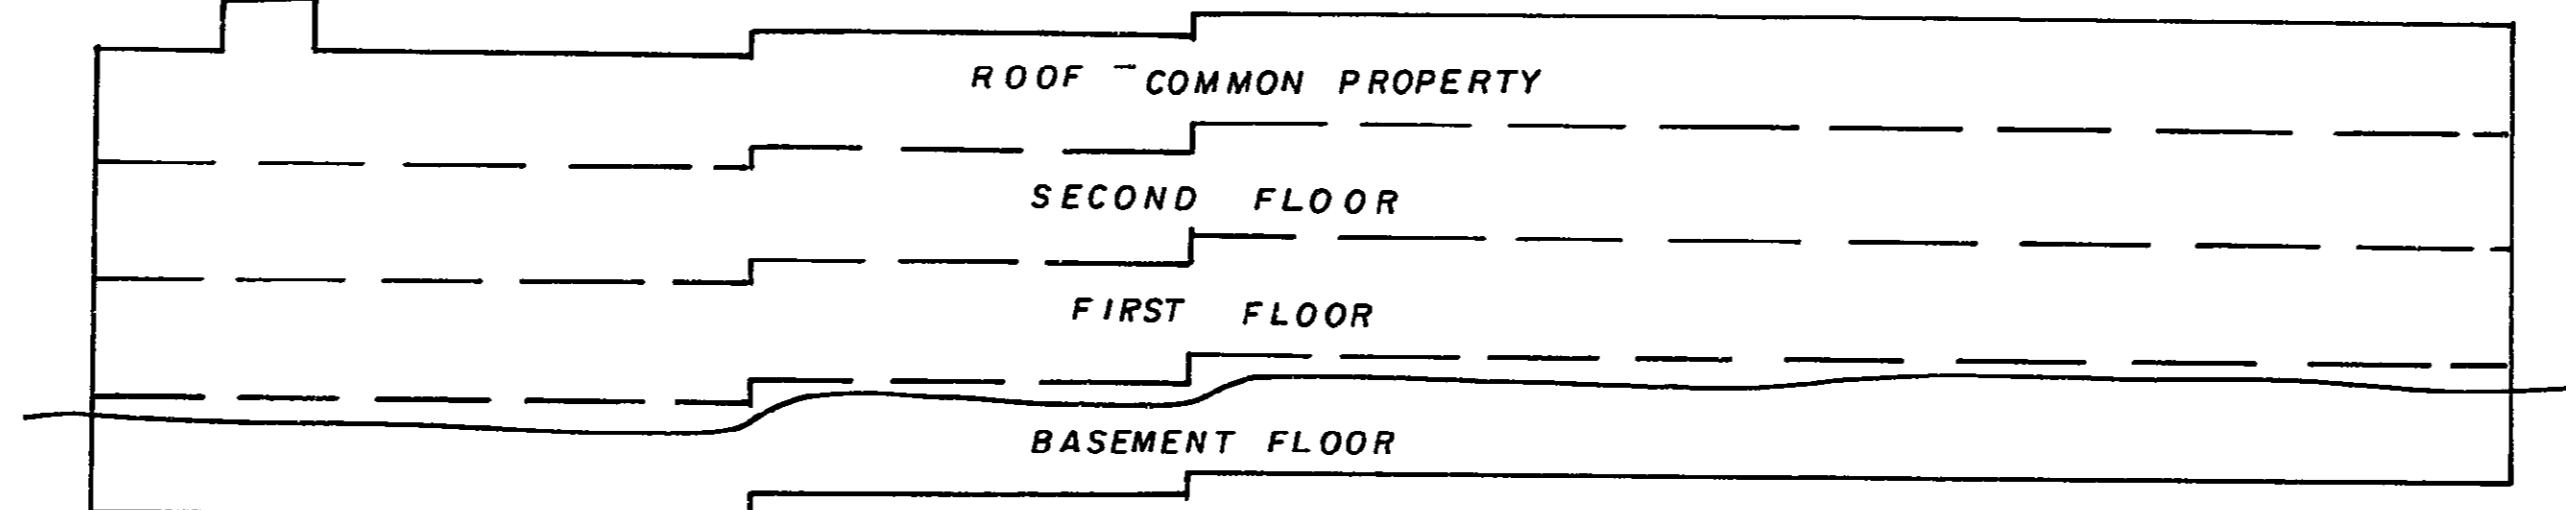 ROOF - COMMON PROPERTY
SECOND FLOOR
FIRST FLOOR
BASEMENT FLOOR